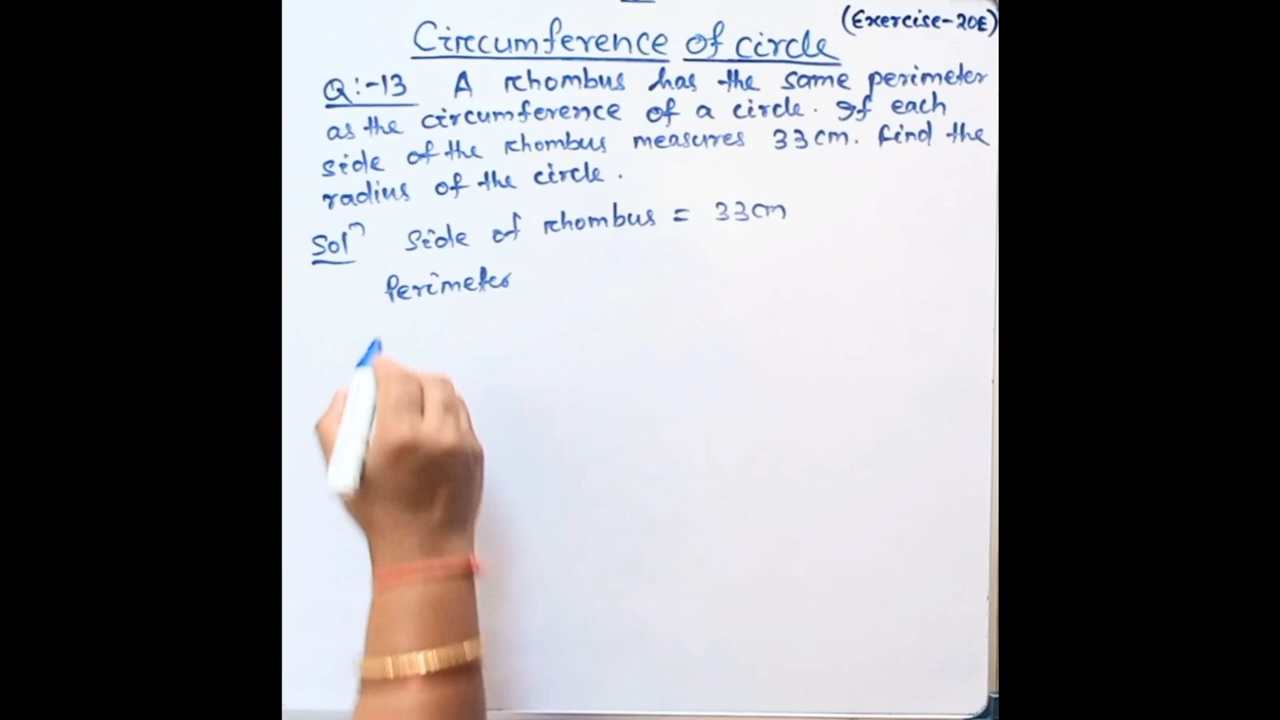 (Exercise-20E)
Circumference of circle
Q:-13 A rhombus has the same perimeter
as the circumference of a circle. If each
side of the rhombus measures 33cm. Find the
radius of the circle.
Solⁿ Side of rhombus = 33cm
Perimeter